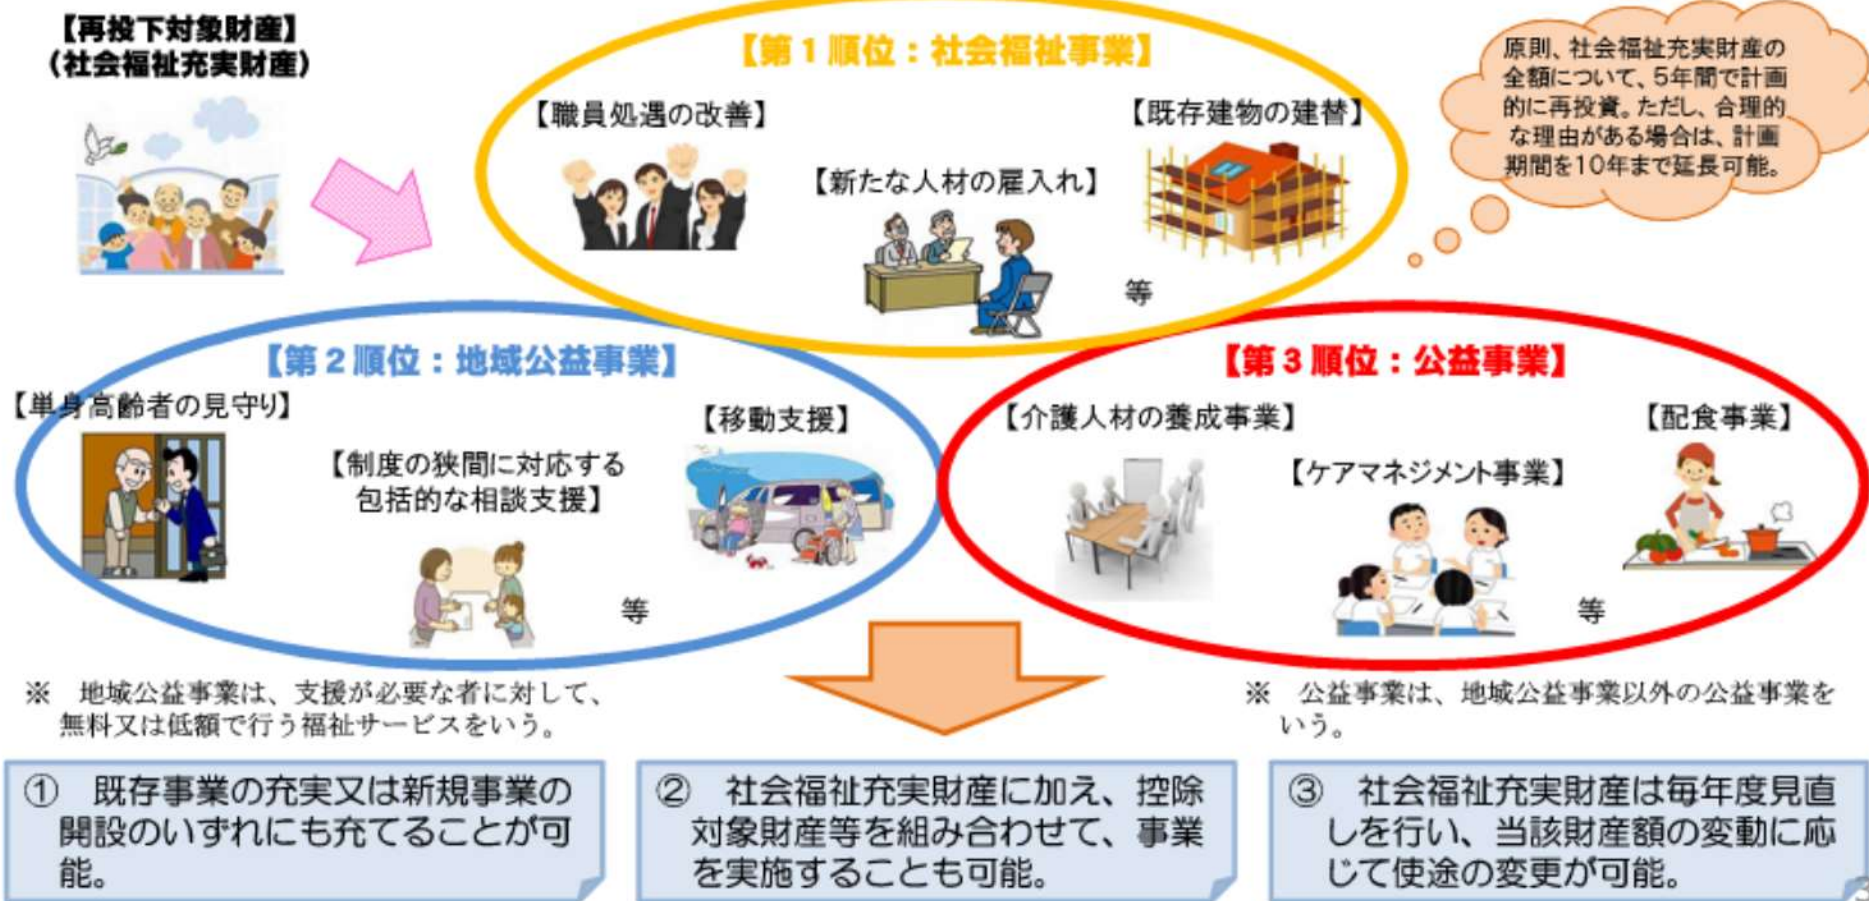 【再投下対象財産】
（社会福祉充実財産）
【第１順位：社会福祉事業】
【職員処遇の改善】
【新たな人材の雇入れ】
【既存建物の建替】
等
原則、社会福祉充実財産の
全額について、5年間で計画
的に再投資。ただし、合理的
な理由がある場合は、計画
期間を10年まで延長可能。
【第２順位：地域公益事業】
【単身高齢者の見守り】
【制度の狭間に対応する
包括的な相談支援】
【移動支援】
等
【第３順位：公益事業】
【介護人材の養成事業】
【ケアマネジメント事業】
【配食事業】
等
※　地域公益事業は、支援が必要な者に対して、
無料又は低額で行う福祉サービスをいう。
※　公益事業は、地域公益事業以外の公益事業を
いう。
①　既存事業の充実又は新規事業の
開設のいずれにも充てることが可
能。
②　社会福祉充実財産に加え、控除
対象財産等を組み合わせて、事業
を実施することも可能。
③　社会福祉充実財産は毎年度見直
しを行い、当該財産額の変動に応
じて使途の変更が可能。